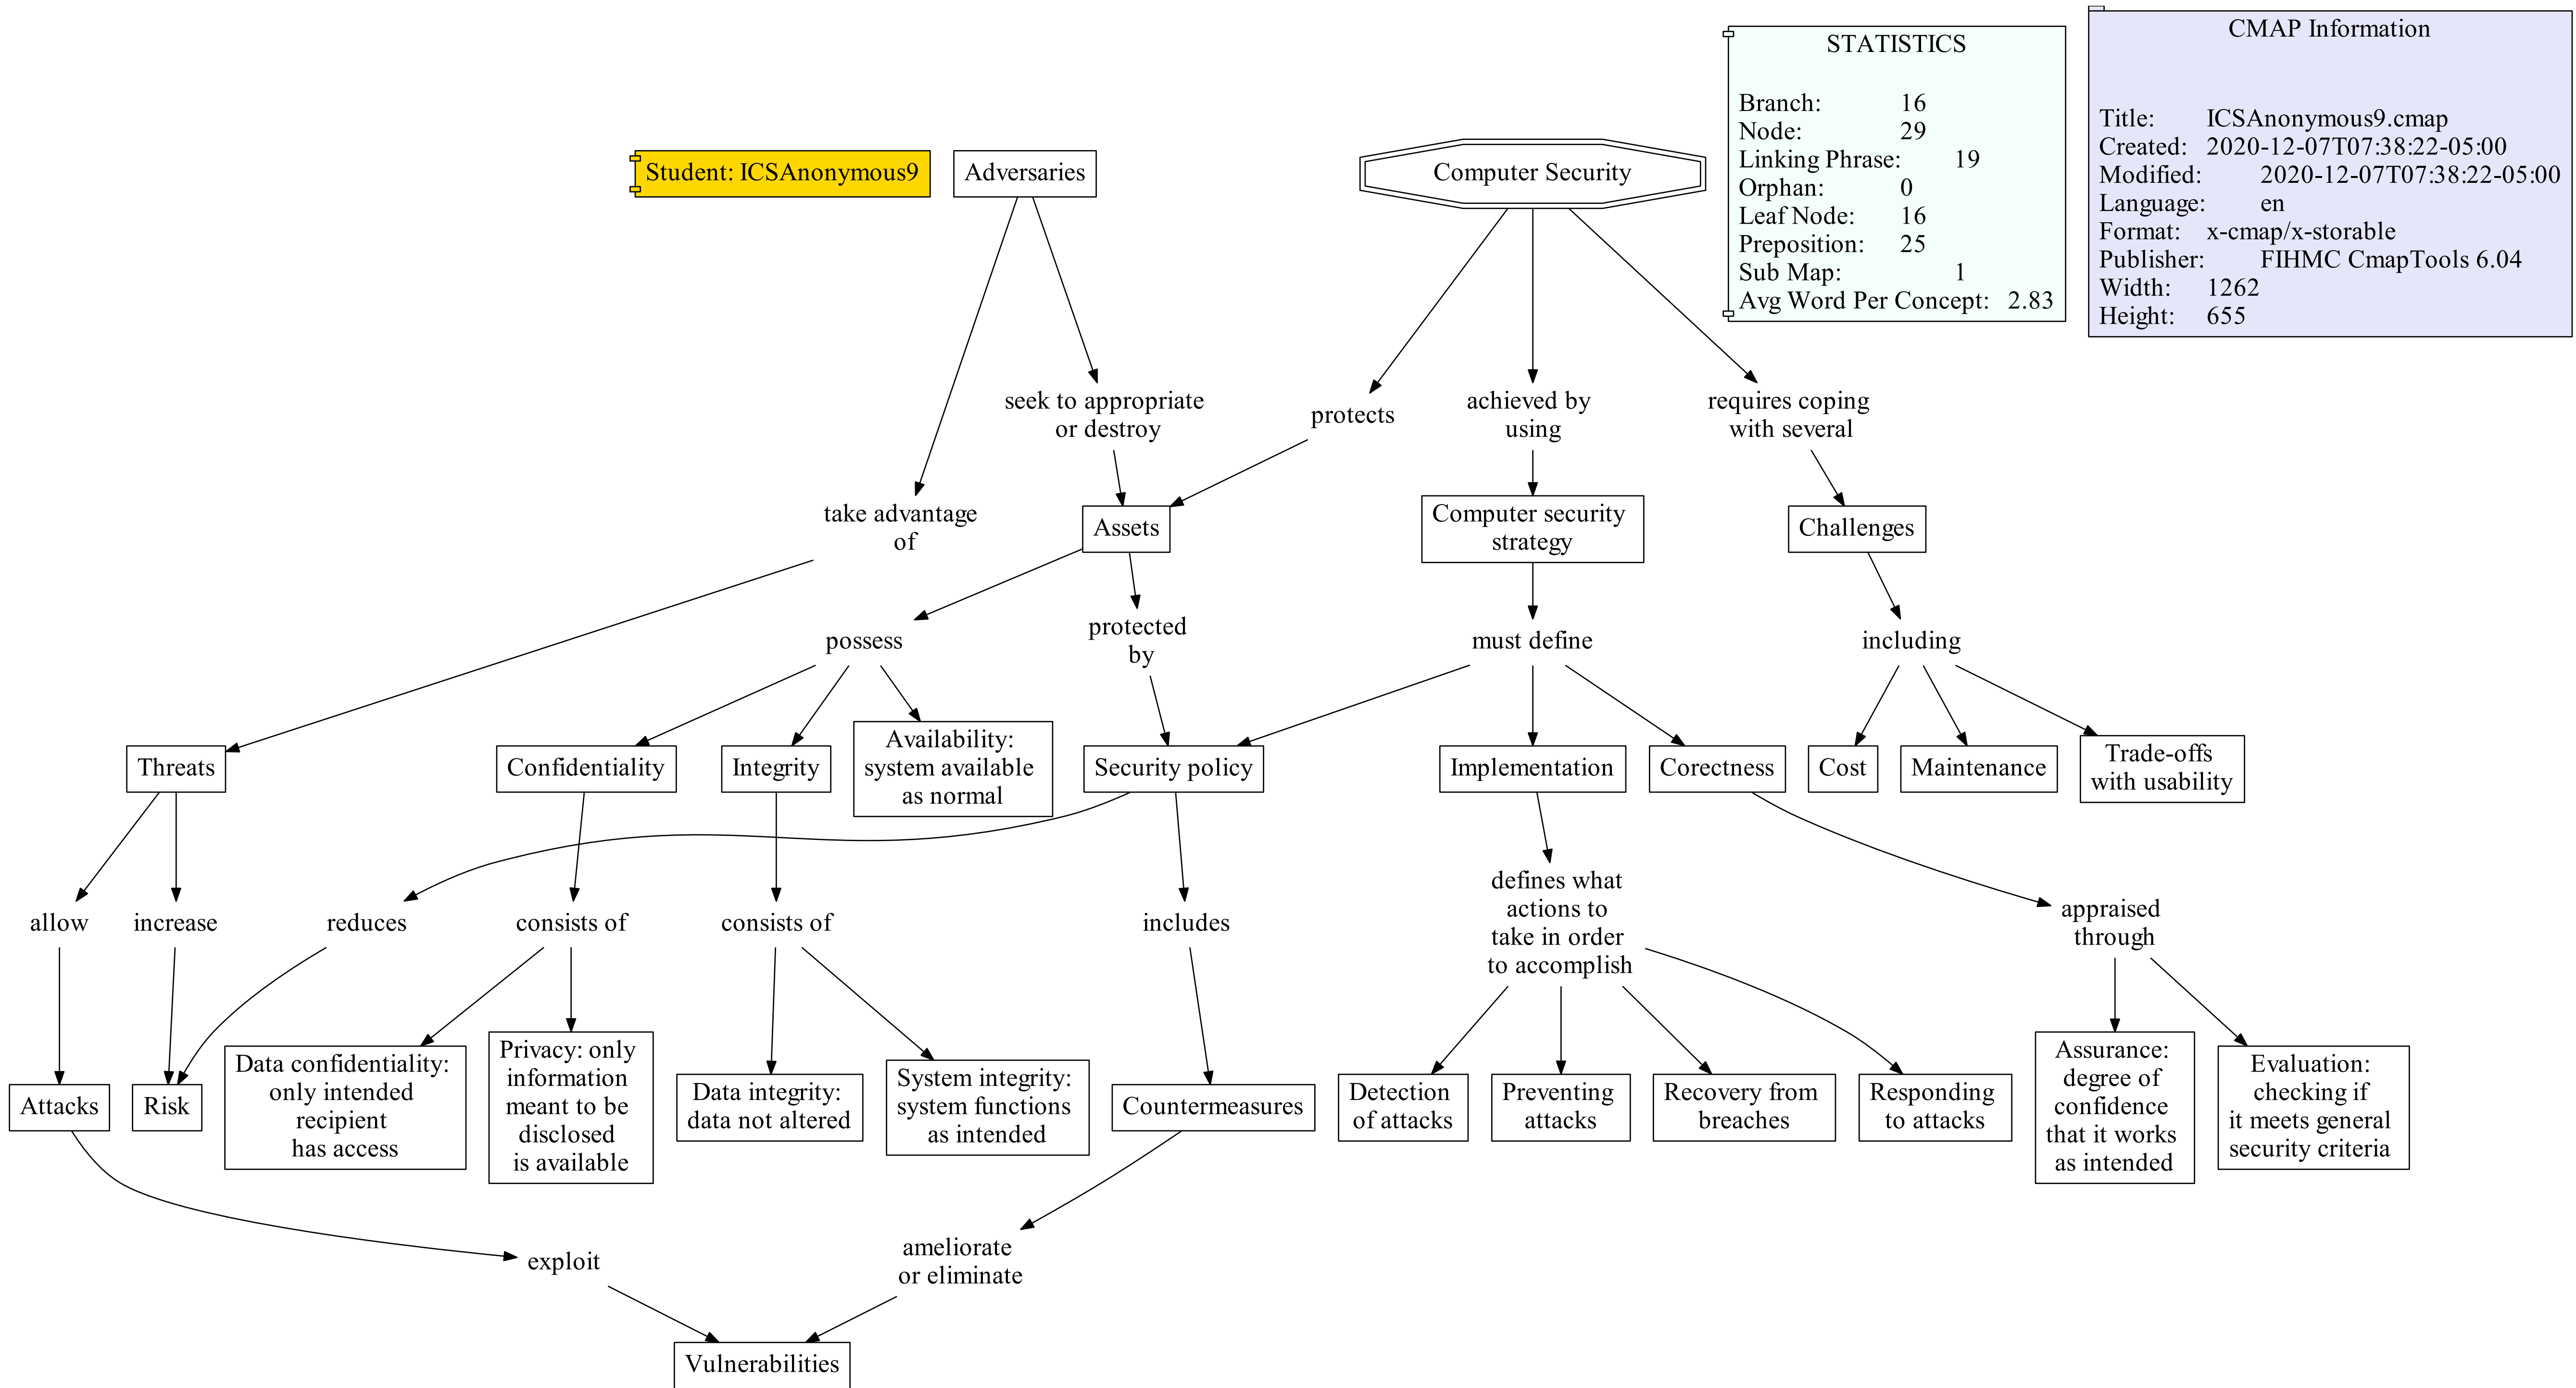 STATISTICS
Branch: 16
Node: 29
Linking Phrase: 19
Orphan: 0
Leaf Node: 16
Preposition: 25
Sub Map: 1
Avg Word Per Concept: 2.83
CMAP Information
Title: ICSAnonymous9.cmap
Created: 2020-12-07T07:38:22-05:00
Modified: 2020-12-07T07:38:22-05:00
Language: en
Format: x-cmap/x-storable
Publisher: FIHMC CmapTools 6.04
Width: 1262
Height: 655
Student: ICSAnonymous9
Adversaries
Computer Security
seek to appropriate
or destroy
protects
achieved by
using
requires coping
with several
take advantage
of
Assets
Computer security
strategy
Challenges
possess
protected
by
must define
including
Threats
Confidentiality
Integrity
Availability:
system available
as normal
Security policy
Implementation
Corectness
Cost
Maintenance
Trade-offs
with usability
allow
increase
reduces
consists of
consists of
includes
defines what
actions to
take in order
to accomplish
appraised
through
Attacks
Risk
Data confidentiality:
only intended
recipient
has access
Privacy: only
information
meant to be
disclosed
is available
Data integrity:
data not altered
System integrity:
system functions
as intended
Countermeasures
Detection
of attacks
Preventing
attacks
Recovery from
breaches
Responding
to attacks
Assurance:
degree of
confidence
that it works
as intended
Evaluation:
checking if
it meets general
security criteria
exploit
ameliorate
or eliminate
Vulnerabilities